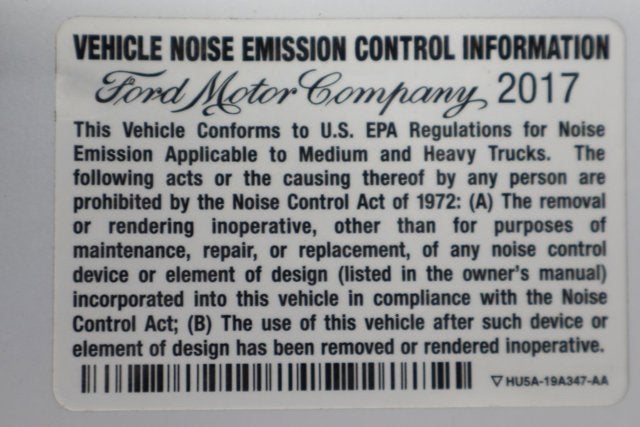 VEHICLE NOISE EMISSION CONTROL INFORMATION
Ford Motor Company 2017
This Vehicle Conforms to U.S. EPA Regulations for Noise
Emission Applicable to Medium and Heavy Trucks. The
following acts or the causing thereof by any person are
prohibited by the Noise Control Act of 1972: (A) The removal
or rendering inoperative, other than for purposes of
maintenance, repair, or replacement, of any noise control
device or element of design (listed in the owner's manual)
incorporated into this vehicle in compliance with the Noise
Control Act; (B) The use of this vehicle after such device or
element of design has been removed or rendered inoperative.
HU5A-19A347-AA